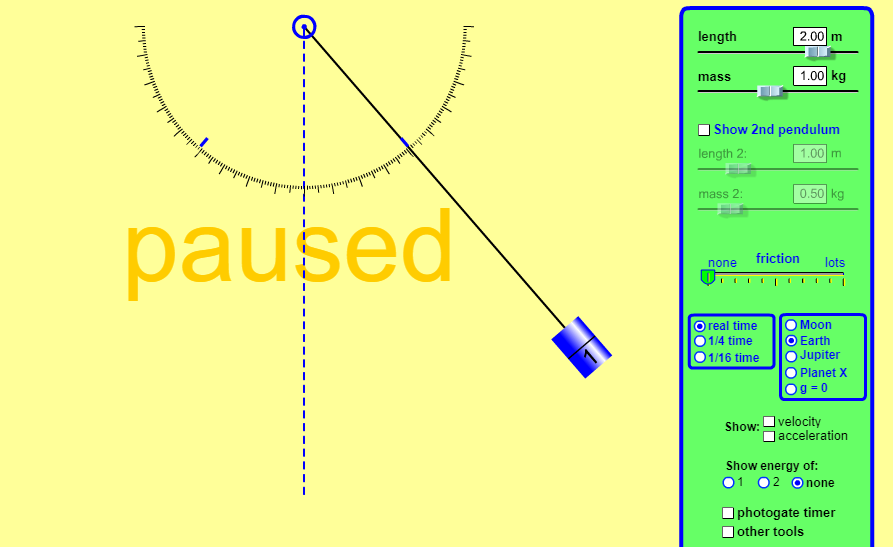 length 2.00 m
mass 1.00 kg
Show 2nd pendulum
length 2: 1.00 m
mass 2: 0.50 kg
none friction lots
real time
1/4 time
1/16 time
Moon
Earth
Jupiter
Planet X
g = 0
Show: velocity
acceleration
Show energy of:
1 2 none
photogate timer
other tools
paused
1